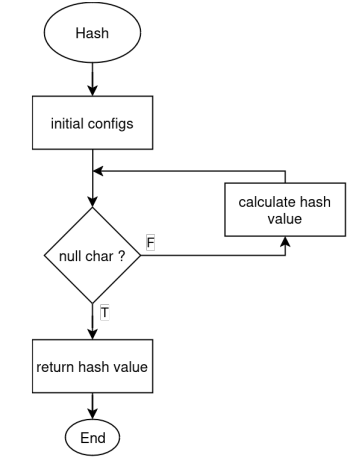 Hash
initial configs
calculate hash
value
null char ?
F
T
return hash value
End